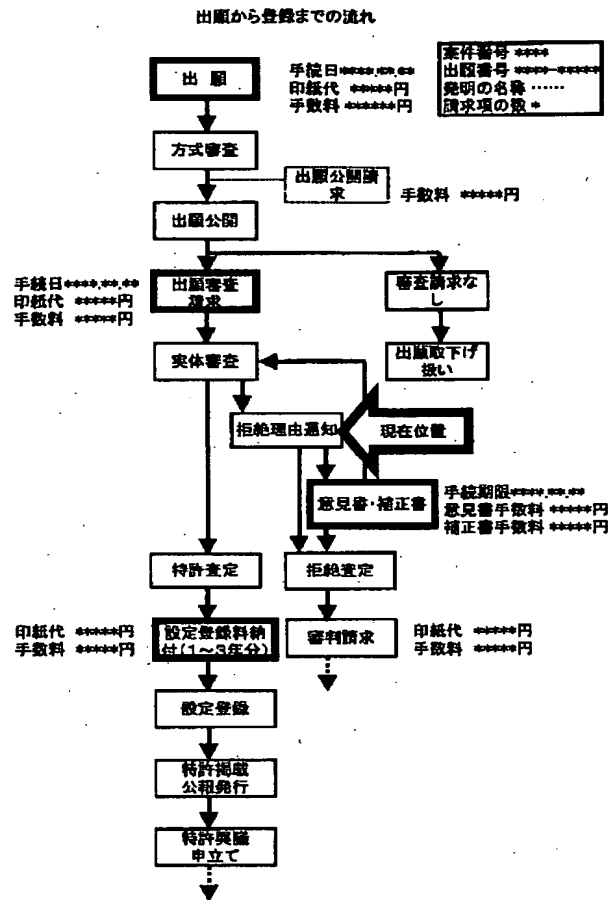 出願から登録までの流れ
出 願
手続日****.**.**
印紙代 *****円
手数料 ******円
案件番号 ****
出願番号 ****-*****
発明の名称 ……
請求項の数 *
方式審査
出願公開請
求
手数料 *****円
出願公開
手続日****.**.**
印紙代 *****円
手数料 *****円
出願審査
請求
審査請求な
し
実体審査
出願取下げ
扱い
拒絶理由通知
現在位置
意見書・補正書
手続期限****.**.**
意見書手数料 *****円
補正書手数料 *****円
特許査定
拒絶査定
印紙代 *****円
手数料 *****円
設定登録料納
付(1～3年分)
審判請求
印紙代 *****円
手数料 *****円
設定登録
特許掲載
公報発行
特許異議
申立て